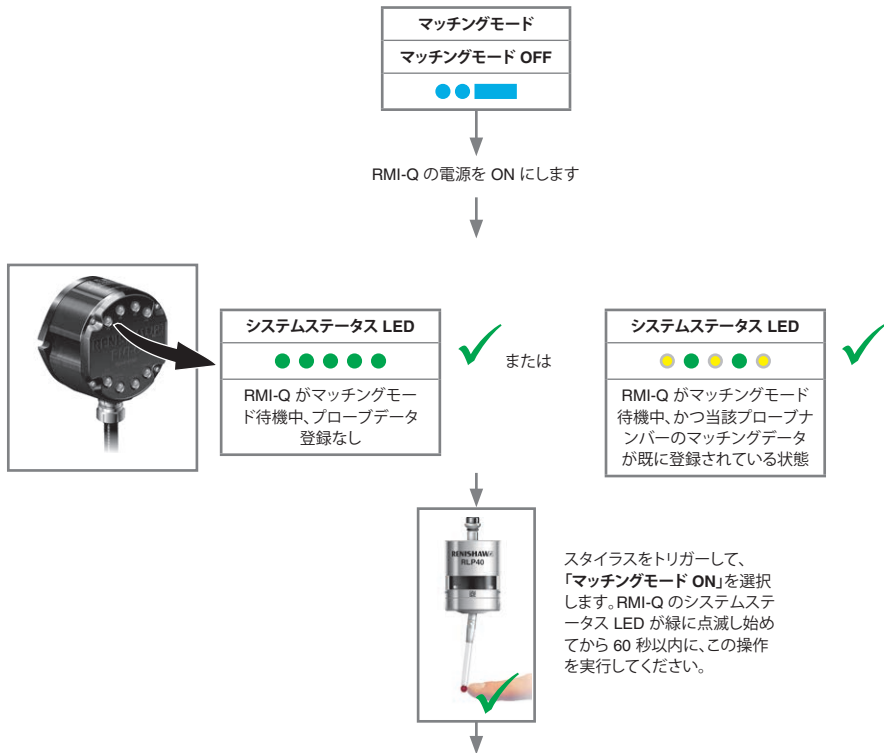 マッチングモード
マッチングモード OFF
RMI-Q の電源を ON にします
システムステータス LED
RMI-Q がマッチングモー
ド待機中、プローブデータ
登録なし
または
システムステータス LED
RMI-Q がマッチングモード
待機中、かつ当該プローブナ
ンバーのマッチングデータ
が既に登録されている状態
RENISHAW
RLP40
スタイラスをトリガーして、
「マッチングモード ON」を選択
します。RMI-Q のシステムステ
ータス LED が緑に点滅し始め
てから 60 秒以内に、この操作
を実行してください。